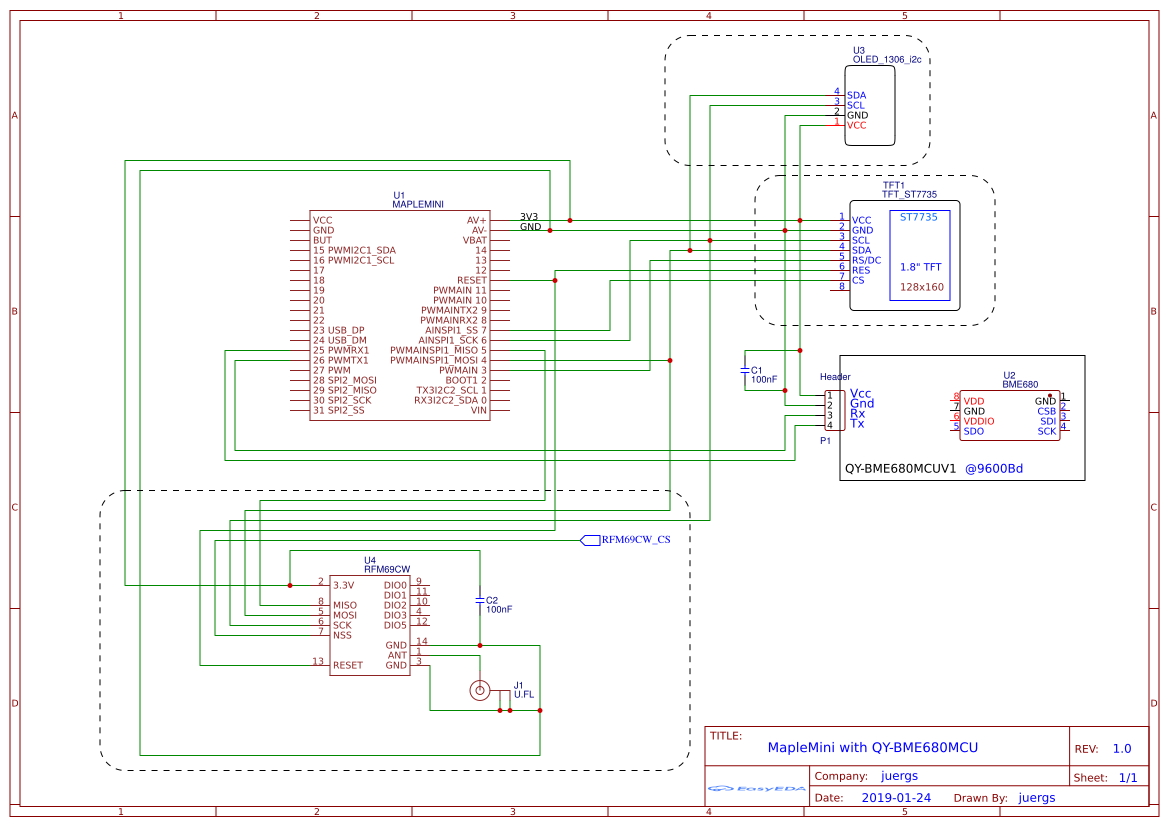 1 2 3 4 5
A
B
C
D
A
B
C
D
1 2 3 4 5
U3
OLED_1306_i2c
4 SDA
3 SCL
2 GND
1 VCC
TFT1
TFT_ST7735
1 VCC
2 GND
3 SCL
4 SDA
5 RS/DC
6 RES
7 CS
8
ST7735
1.8" TFT
128x160
U1
MAPLEMINI
VCC
GND
BUT
15 PWMI2C1_SDA
16 PWMI2C1_SCL
17
18
19
20
21
22
23 USB_DP
24 USB_DM
25 PWMRX1
26 PWMTX1
27 PWM
28 SPI2_MOSI
29 SPI2_MISO
30 SPI2_SCK
31 SPI2_SS
AV+
AV-
VBAT
14
13
12
RESET
PWMAIN 11
PWMAIN 10
PWMAINTX2 9
PWMAINRX2 8
AINSPI1_SS 7
AINSPI1_SCK 6
PWMAINSPI1_MISO 5
PWMAINSPI1_MOSI 4
PWMAIN 3
BOOT1 2
TX3I2C2_SCL 1
RX3I2C2_SDA 0
VIN
3V3
GND
C1
100nF
Header
1 Vcc
2 Gnd
3 Rx
4 Tx
P1
U2
BME680
8 VDD
7 GND
6 VDDIO
5 SDO
GND 1
CSB 2
SDI 3
SCK 4
QY-BME680MCUV1 @9600Bd
RFM69CW_CS
U4
RFM69CW
2 3.3V
8 MISO
5 MOSI
6 SCK
7 NSS
13 RESET
DIO0 9
DIO1 11
DIO2 10
DIO3 4
DIO5 12
GND 14
ANT 1
GND 3
C2
100nF
J1
U.FL
TITLE:
MapleMini with QY-BME680MCU
REV: 1.0
EasyEDA
Company: juergs
Sheet: 1/1
Date: 2019-01-24 Drawn By: juergs